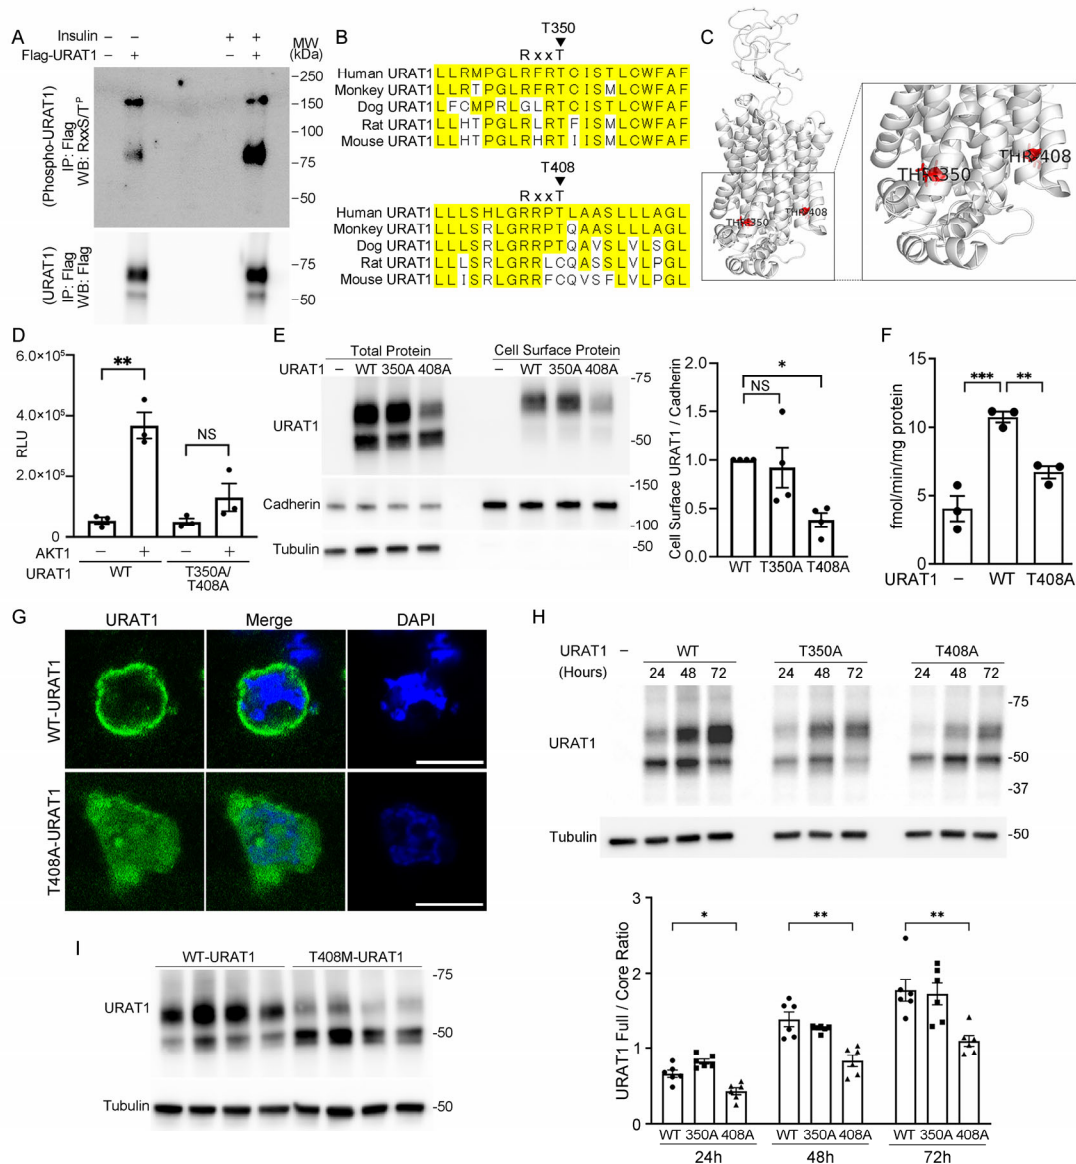 A
Insulin − − + +
Flag-URAT1 − + − +
MW
(kDa)
(Phospho-URAT1)
IP: Flag
WB: RxxS/Tᴾ
-250
-150
-100
-75
-50
(URAT1)
IP: Flag
WB: Flag
-75
-50
B
T350
RxxT
Human URAT1 LLRMPGLRFRTCISTLCWFAF
Monkey URAT1 LLRTPGLRFRTCISMLCWFAF
Dog URAT1 LFCMPRLGLRTCISTLCWFAF
Rat URAT1 LLHTPGLRLRTFISMLCWFAF
Mouse URAT1 LLHTPGLRHRTIISMLCWFAF
T408
RxxT
Human URAT1 LLLSHLGRRPTLAASLLLAGL
Monkey URAT1 LLLSRLGRRPTQAASLLLAGL
Dog URAT1 LLLSRLGRRPTQAVSLVLSGL
Rat URAT1 LLLSRLGRRLCQASSLVLPGL
Mouse URAT1 LLISRLGRRFCQVSFLVLPGL
C
THR350
THR408
THR350
THR408
D
RLU
6.0×10⁵
4.0×10⁵
2.0×10⁵
0
**
NS
AKT1 − + − +
URAT1 WT T350A/
T408A
E
Total Protein Cell Surface Protein
URAT1 − WT 350A 408A − WT 350A 408A
URAT1
Cadherin
Tubulin
-75
-50
-150
-100
-50
Cell Surface URAT1 / Cadherin
2.0
1.5
1.0
0.5
0.0
*
NS
WT T350A T408A
F
fmol/min/mg protein
15
10
5
0
*** **
URAT1 − WT T408A
G
URAT1 Merge DAPI
WT-URAT1
T408A-URAT1
H
URAT1 − WT T350A T408A
(Hours) 24 48 72 24 48 72 24 48 72
URAT1
-75
-50
-37
Tubulin
-50
URAT1 Full / Core Ratio
3
2
1
0
* ** **
WT 350A 408A WT 350A 408A WT 350A 408A
24h 48h 72h
I
WT-URAT1 T408M-URAT1
URAT1
-75
-50
Tubulin
-50